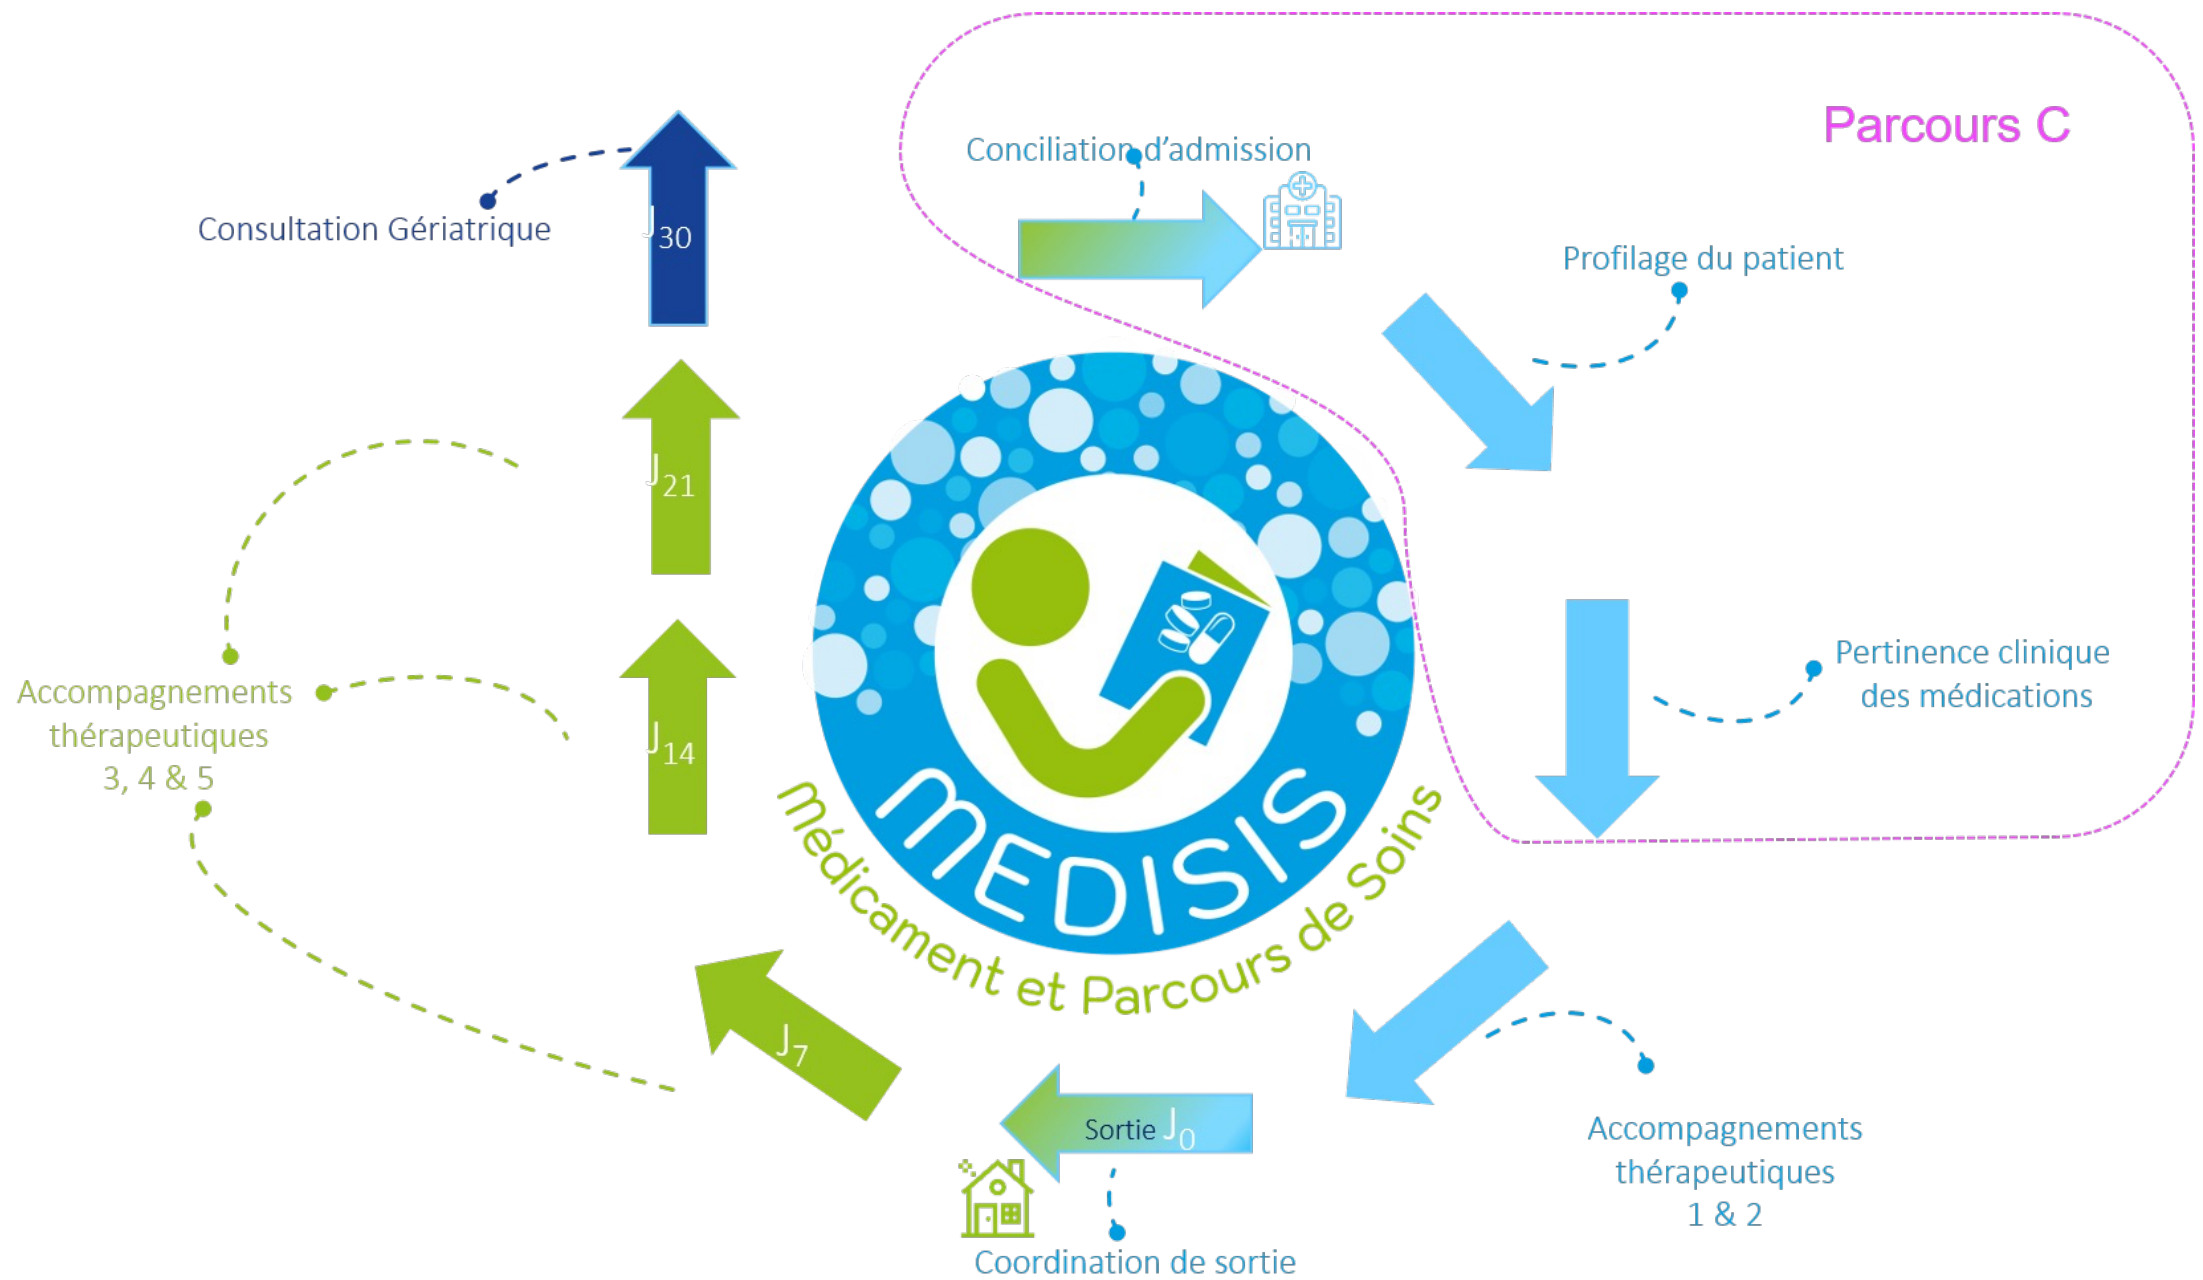 Parcours C
Conciliation d’admission
Profilage du patient
Pertinence clinique
des médications
Accompagnements
thérapeutiques
1 & 2
Sortie J0
Coordination de sortie
J7
J14
J21
J30
Accompagnements
thérapeutiques
3, 4 & 5
Consultation Gériatrique
MEDISIS
Médicament et Parcours de Soins